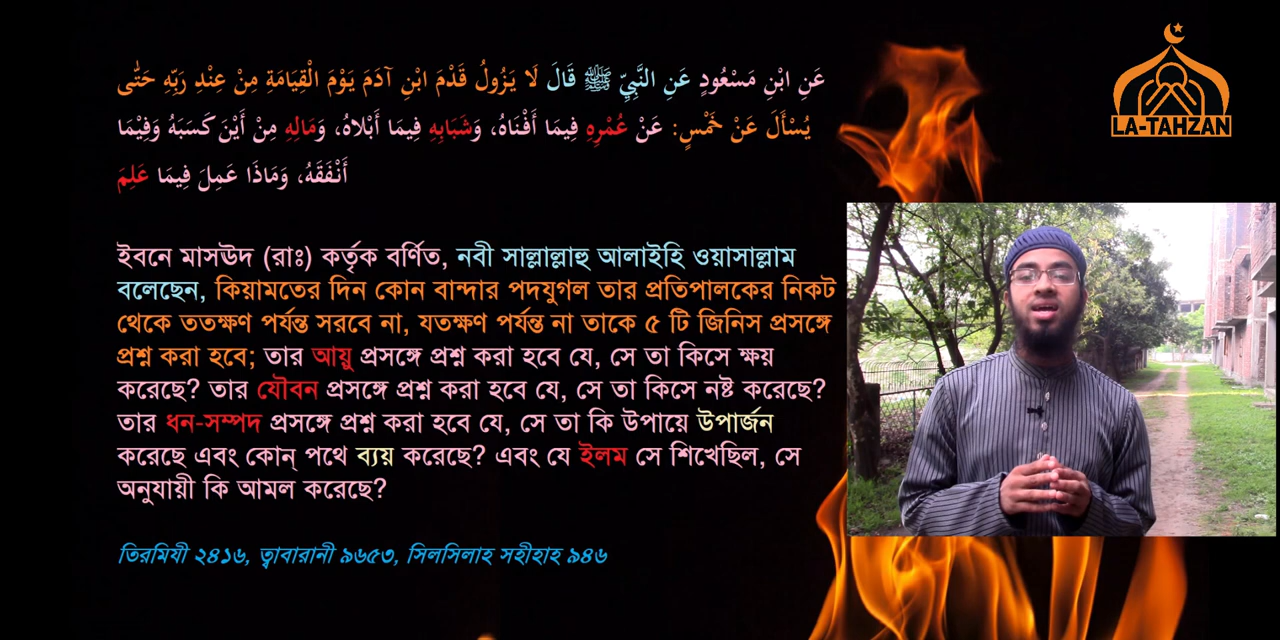 عَنِ ابْنِ مَسْعُودٍ عَنِ النَّبِيِّ ﷺ قَالَ لَا يَزُولُ قَدْمَ ابْنِ آدَمَ يَوْمَ الْقِيَامَةِ مِنْ عِنْدِ رَبِّهِ حَتّٰى
يُسْأَلَ عَنْ خَمْسٍ: عَنْ عُمُرِهِ فِيمَا أَفْنَاهُ، وَشَبَابِهِ فِيمَا أَبْلاَهُ، وَمَالِهِ مِنْ أَيْنَ كَسَبَهُ وَفِيْمَا
أَنْفَقَهُ، وَمَاذَا عَمِلَ فِيمَا عَلِمَ
ইবনে মাসঊদ (রাঃ) কর্তৃক বর্ণিত, নবী সাল্লাল্লাহু আলাইহি ওয়াসাল্লাম
বলেছেন, কিয়ামতের দিন কোন বান্দার পদযুগল তার প্রতিপালকের নিকট
থেকে ততক্ষণ পর্যন্ত সরবে না, যতক্ষণ পর্যন্ত না তাকে ৫ টি জিনিস প্রসঙ্গে
প্রশ্ন করা হবে; তার আয়ু প্রসঙ্গে প্রশ্ন করা হবে যে, সে তা কিসে ক্ষয়
করেছে? তার যৌবন প্রসঙ্গে প্রশ্ন করা হবে যে, সে তা কিসে নষ্ট করেছে?
তার ধন-সম্পদ প্রসঙ্গে প্রশ্ন করা হবে যে, সে তা কি উপায়ে উপার্জন
করেছে এবং কোন্ পথে ব্যয় করেছে? এবং যে ইলম সে শিখেছিল, সে
অনুযায়ী কি আমল করেছে?
তিরমিযী ২৪১৬, ত্বাবারানী ৯৬৫৩, সিলসিলাহ সহীহাহ ৯৪৬
LA-TAHZAN